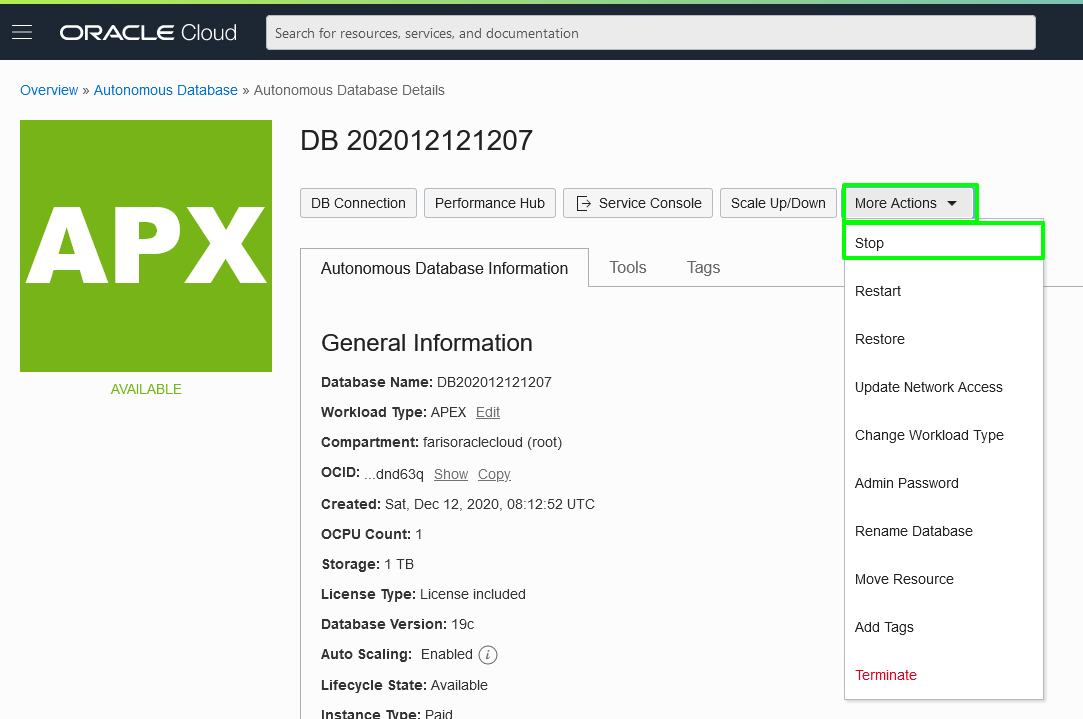 ORACLE Cloud
Search for resources, services, and documentation
Overview » Autonomous Database » Autonomous Database Details
APX
AVAILABLE
DB 202012121207
DB Connection
Performance Hub
Service Console
Scale Up/Down
More Actions
Stop
Restart
Restore
Update Network Access
Change Workload Type
Admin Password
Rename Database
Move Resource
Add Tags
Terminate
Autonomous Database Information
Tools
Tags
General Information
Database Name: DB202012121207
Workload Type: APEX Edit
Compartment: farisoraclecloud (root)
OCID: ...dnd63q Show Copy
Created: Sat, Dec 12, 2020, 08:12:52 UTC
OCPU Count: 1
Storage: 1 TB
License Type: License included
Database Version: 19c
Auto Scaling: Enabled i
Lifecycle State: Available
Instance Type: Paid